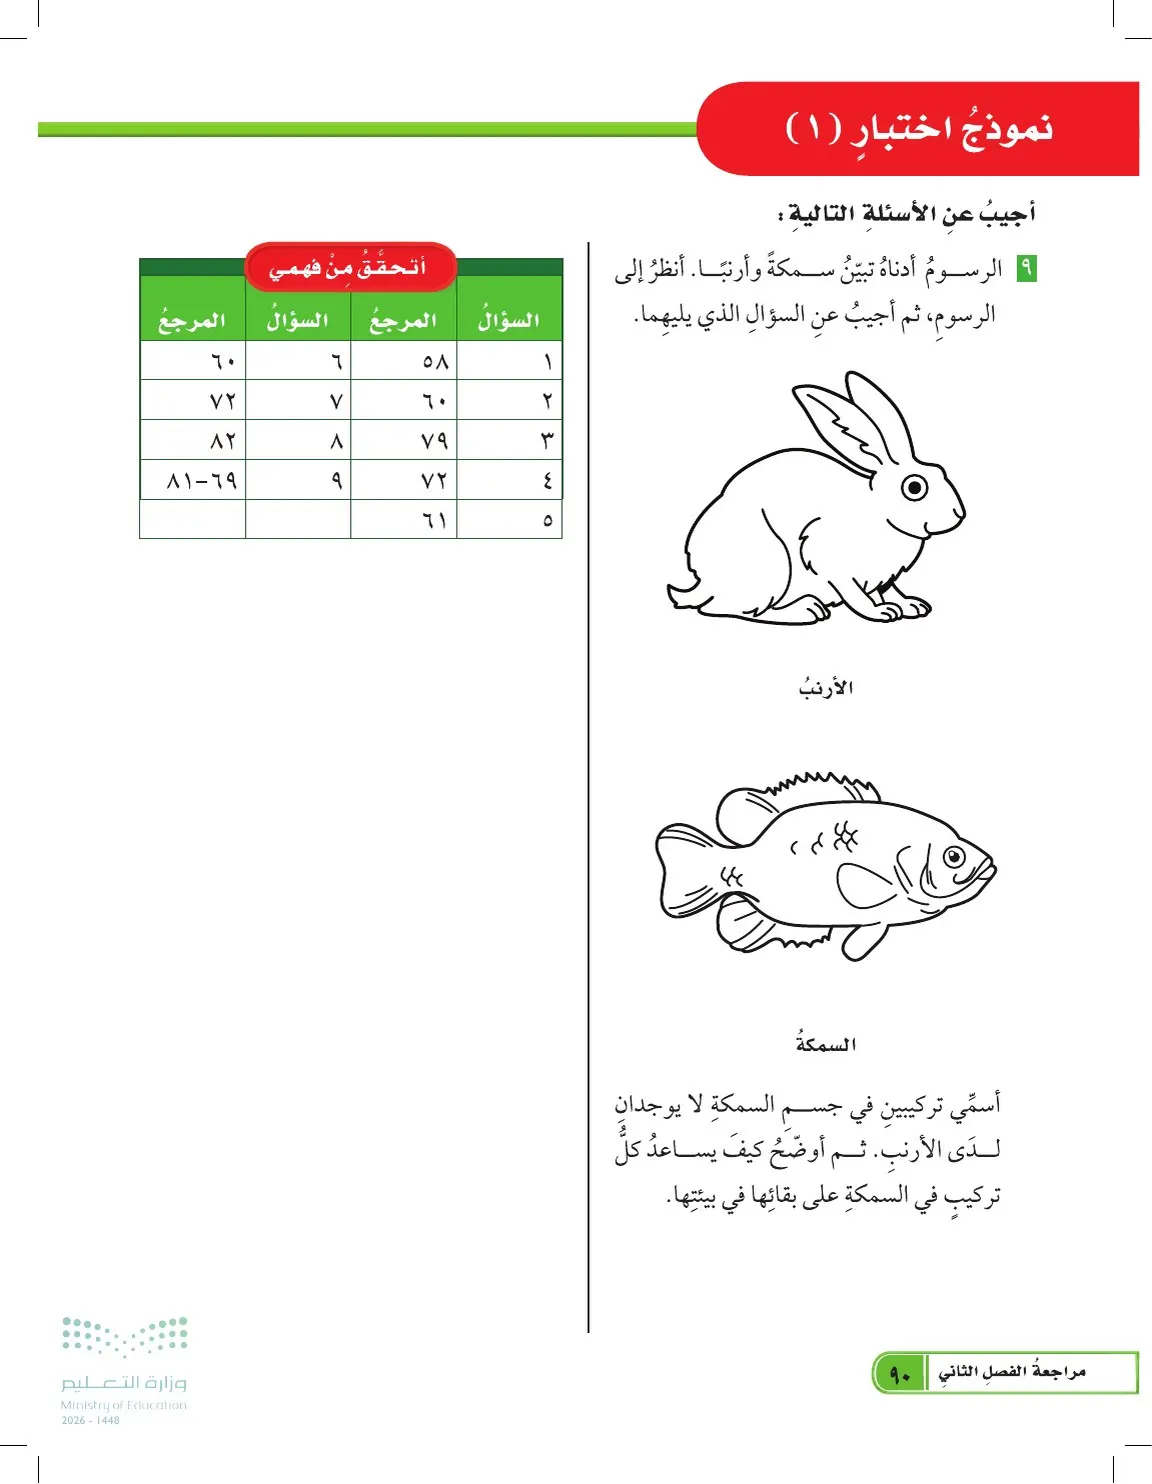 نموذجُ اختبارٍ (١)
أجيبُ عنِ الأسئلةِ التاليةِ :
٩ الرسومُ أدناهُ تبيّنُ سمكةً وأرنبًا. أنظرُ إلى
الرسومِ، ثم أجيبُ عنِ السؤالِ الذي يليهِما.
الأرنبُ
السمكةُ
أسمِّي تركيبينِ في جسمِ السمكةِ لا يوجدانِ
لدَى الأرنبِ. ثم أوضّحُ كيفَ يساعدُ كلُّ
تركيبٍ في السمكةِ على بقائِها في بيئتِها.
أتحقَّقُ مِنْ فهمي
السؤالُ المرجعُ السؤالُ المرجعُ
١ ٥٨ ٦ ٦٠
٢ ٦٠ ٧ ٧٢
٣ ٧٩ ٨ ٨٢
٤ ٧٢ ٩ ٦٩-٨١
٥ ٦١
مراجعةُ الفصلِ الثاني ٩٠
وزارة التعليم
Ministry of Education
2026 - 1448